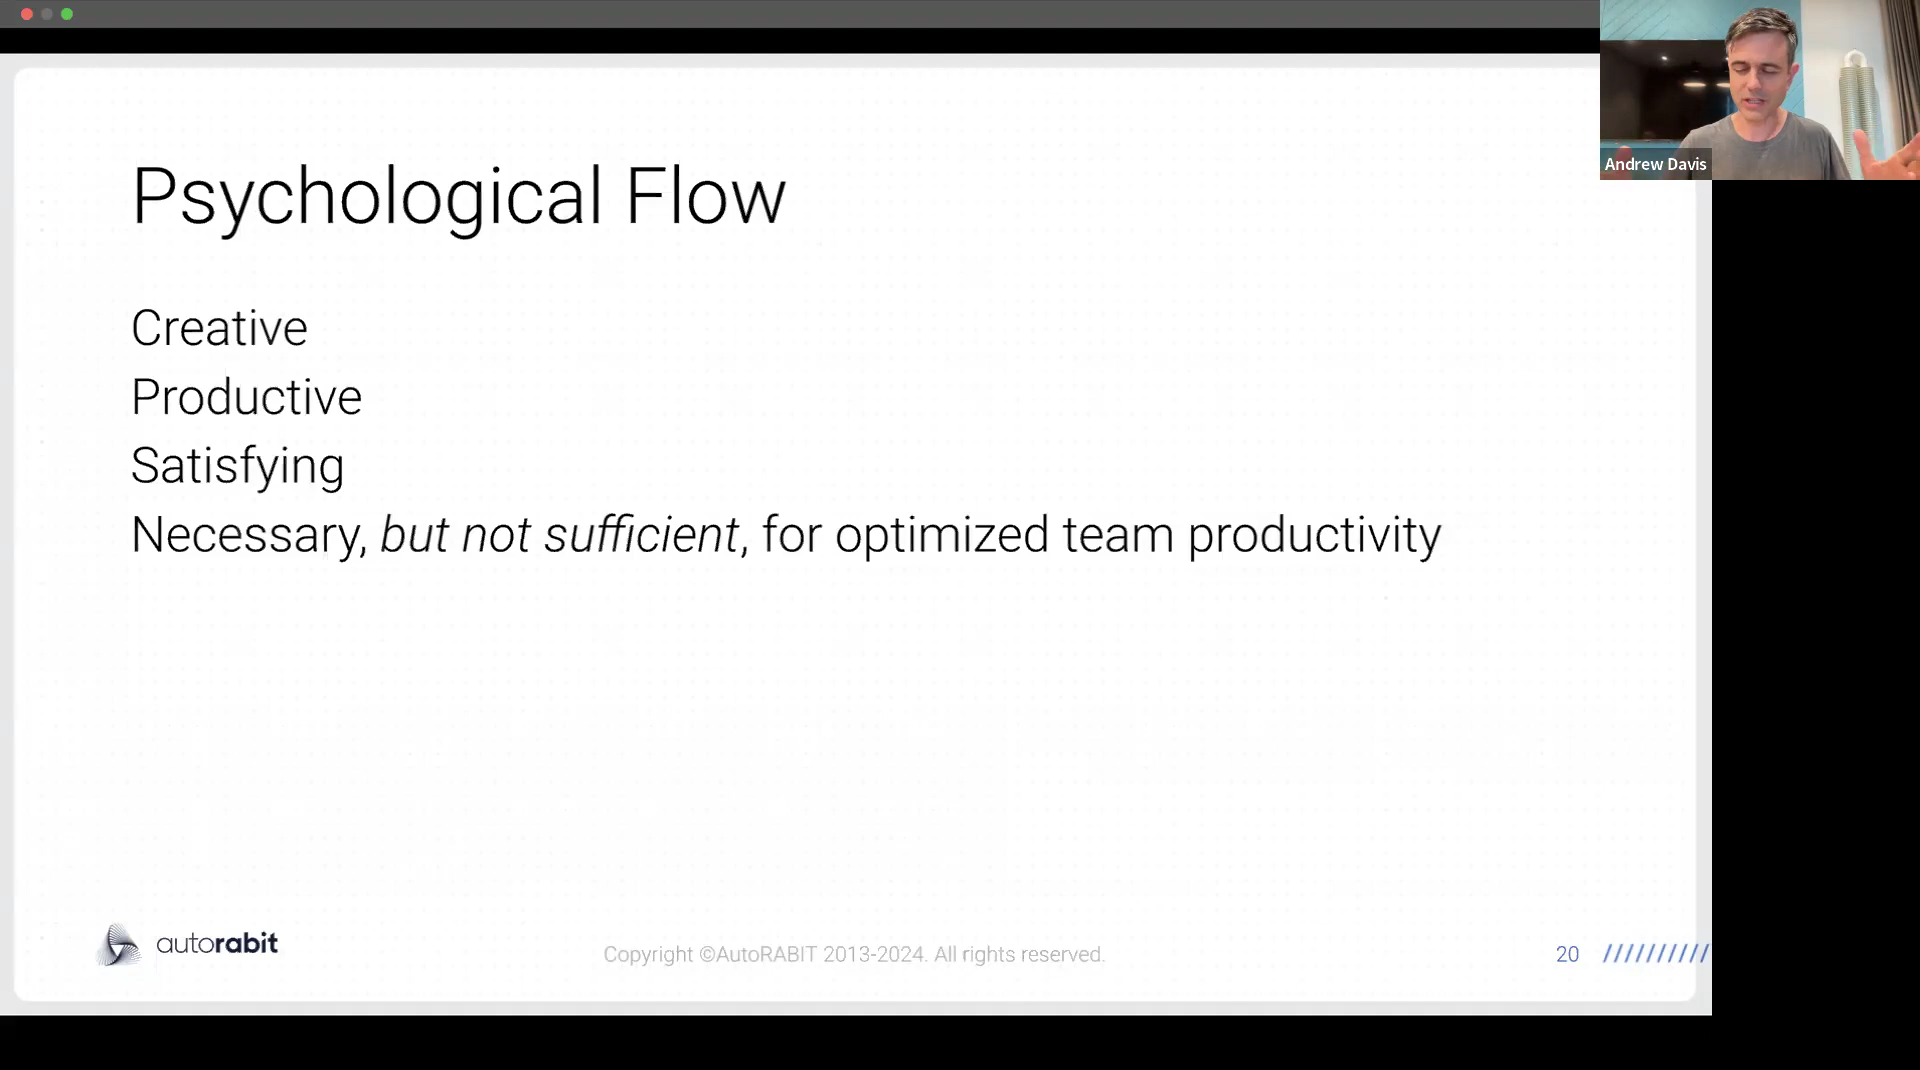 Andrew Davis
Psychological Flow
Creative
Productive
Satisfying
Necessary, but not sufficient, for optimized team productivity
autorabit
Copyright ©AutoRABIT 2013-2024. All rights reserved.
20